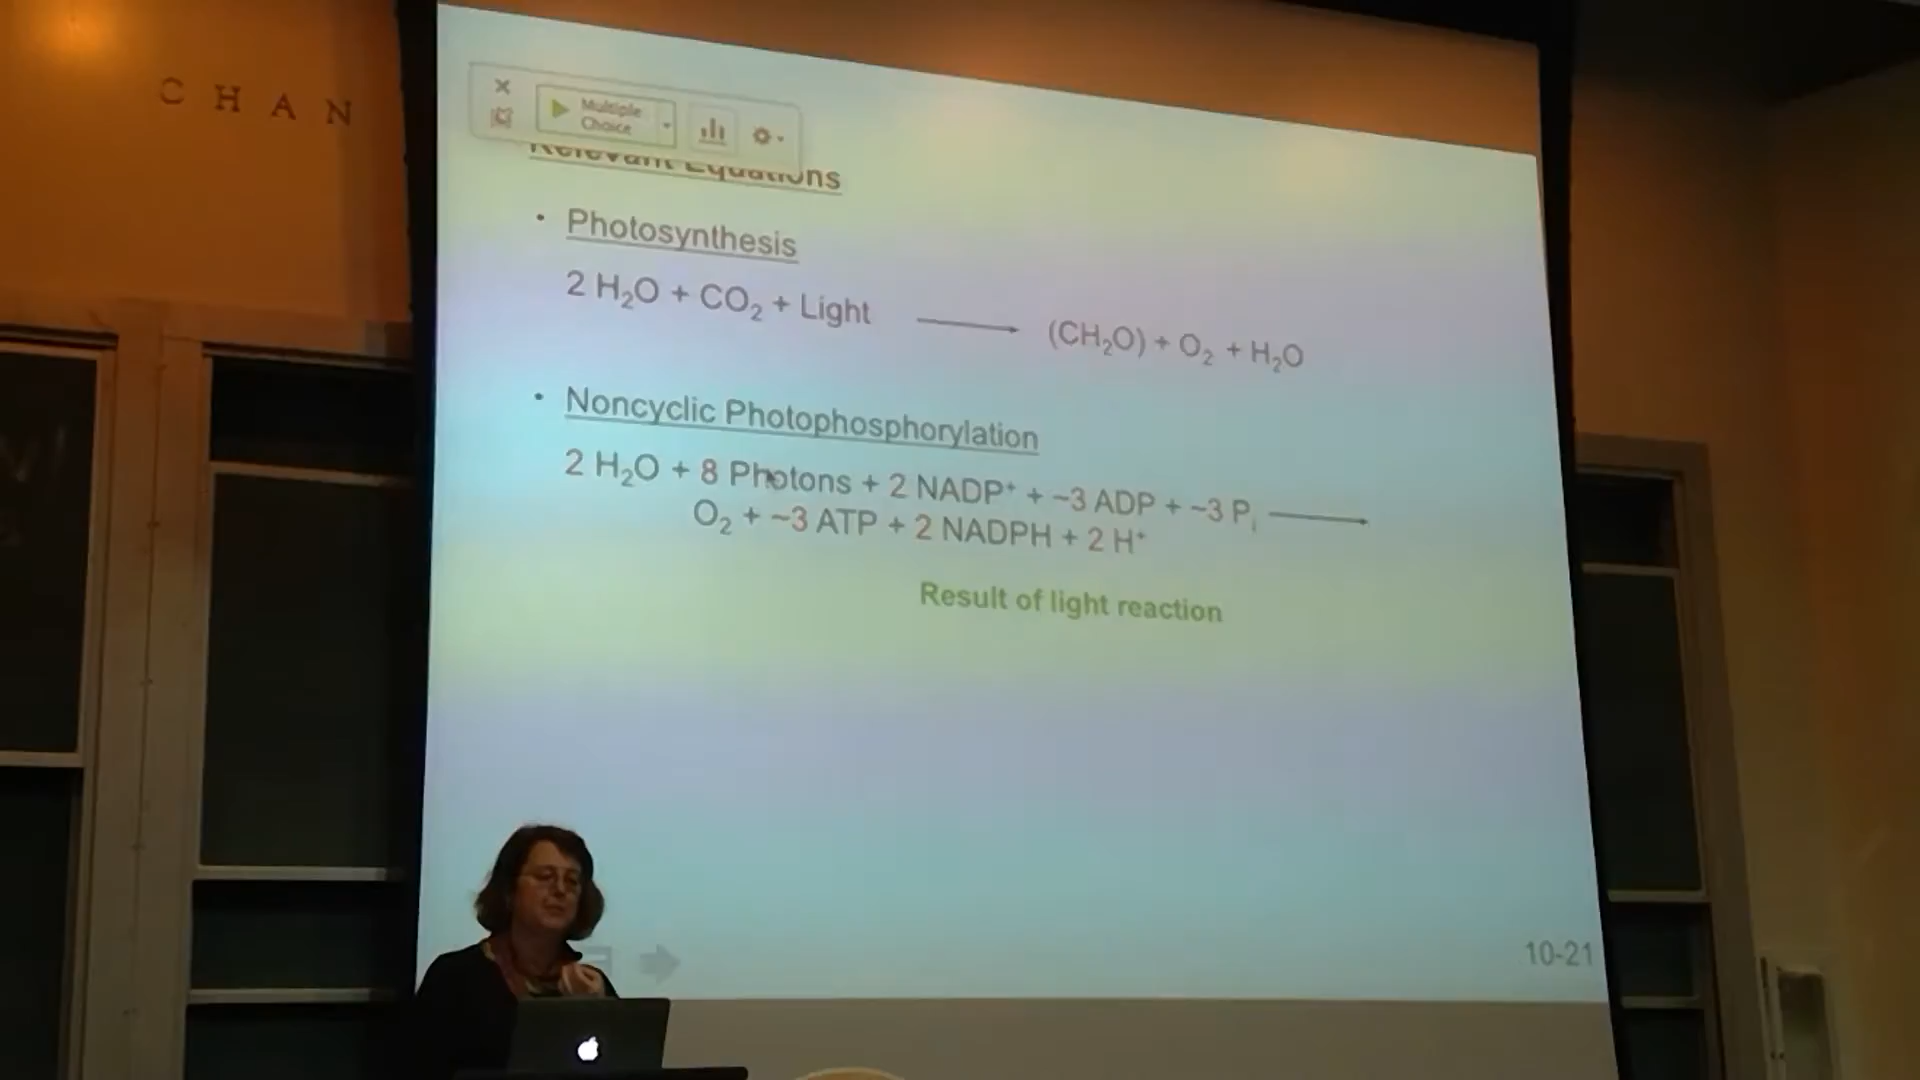 CHAN
Multiple
Choice
Relevant Equations
• Photosynthesis
2 H₂O + CO₂ + Light ⟶ (CH₂O) + O₂ + H₂O
• Noncyclic Photophosphorylation
2 H₂O + 8 Photons + 2 NADP⁺ + ~3 ADP + ~3 Pᵢ ⟶
O₂ + ~3 ATP + 2 NADPH + 2 H⁺
Result of light reaction
10-21